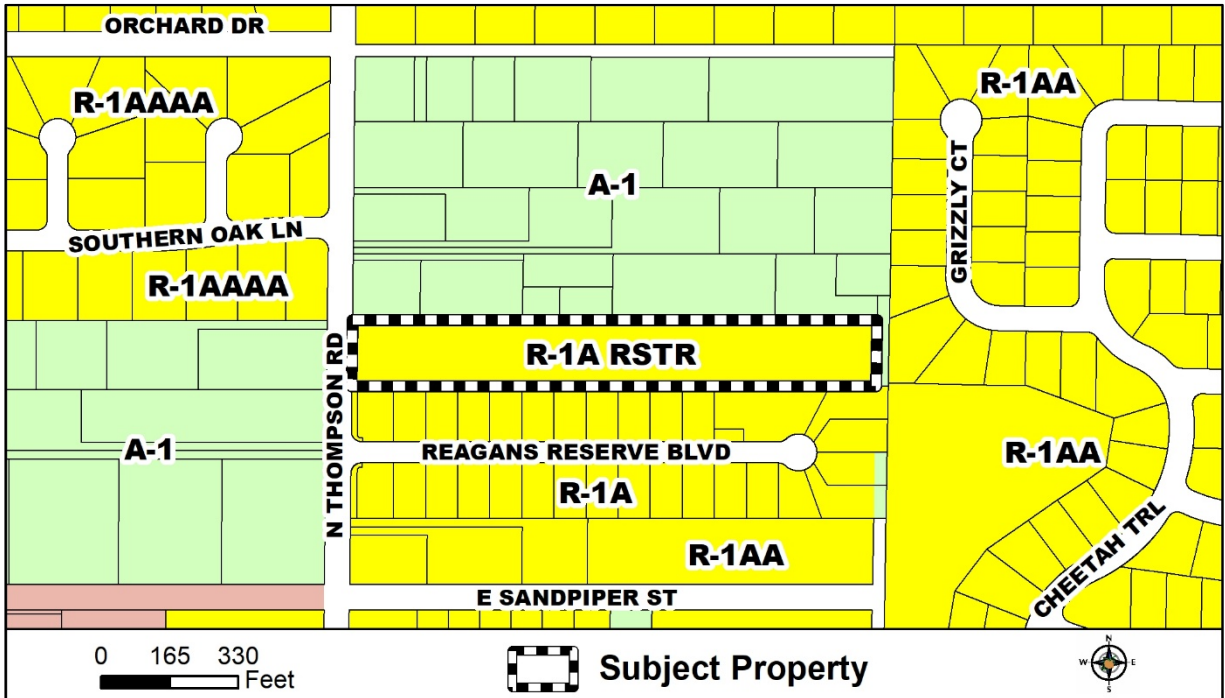 ORCHARD DR
R-1AAAA
R-1AA
A-1
GRIZZLY CT
SOUTHERN OAK LN
R-1AAAA
N THOMPSON RD
R-1A RSTR
A-1
REAGANS RESERVE BLVD
R-1AA
R-1A
R-1AA
CHEETAH TRL
E SANDPIPER ST
0 165 330
Feet
Subject Property
N
W E
S